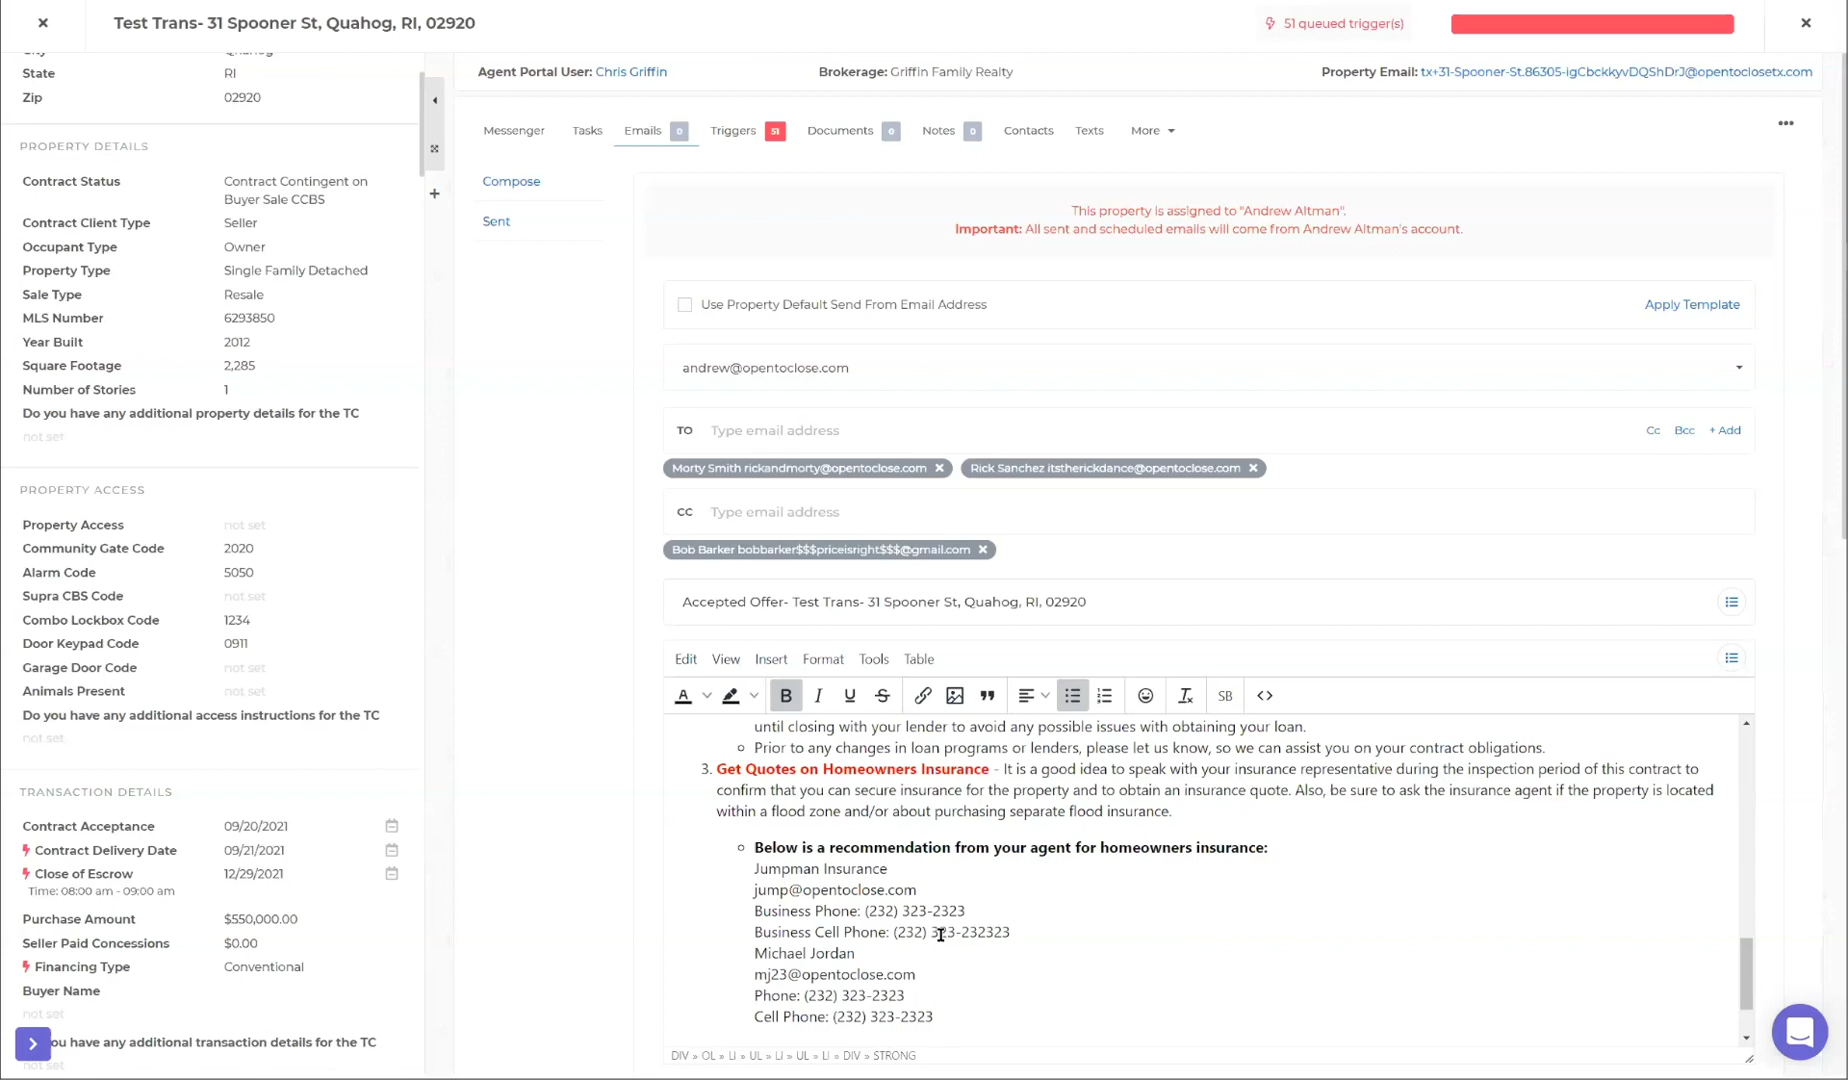 Test Trans- 31 Spooner St, Quahog, RI, 02920
51 queued trigger(s)
City Quahog
State RI
Zip 02920
PROPERTY DETAILS
Contract Status Contract Contingent on
Buyer Sale CCBS
Contract Client Type Seller
Occupant Type Owner
Property Type Single Family Detached
Sale Type Resale
MLS Number 6293850
Year Built 2012
Square Footage 2,285
Number of Stories 1
Do you have any additional property details for the TC
not set
PROPERTY ACCESS
Property Access not set
Community Gate Code 2020
Alarm Code 5050
Supra CBS Code not set
Combo Lockbox Code 1234
Door Keypad Code 0911
Garage Door Code not set
Animals Present not set
Do you have any additional access instructions for the TC
not set
TRANSACTION DETAILS
Contract Acceptance 09/20/2021
Contract Delivery Date 09/21/2021
Close of Escrow 12/29/2021
Time: 08:00 am - 09:00 am
Purchase Amount $550,000.00
Seller Paid Concessions $0.00
Financing Type Conventional
Buyer Name
not set
ou have any additional transaction details for the TC
not set
Agent Portal User: Chris Griffin Brokerage: Griffin Family Realty Property Email: tx+31-Spooner-St.86305-igCbckkyvDQShDrJ@opentoclosetx.com
Messenger Tasks Emails 0 Triggers 51 Documents 0 Notes 0 Contacts Texts More
Compose
Sent
This property is assigned to "Andrew Altman".
Important: All sent and scheduled emails will come from Andrew Altman's account.
Use Property Default Send From Email Address Apply Template
andrew@opentoclose.com
TO Type email address Cc Bcc + Add
Morty Smith rickandmorty@opentoclose.com Rick Sanchez itstherickdance@opentoclose.com
CC Type email address
Bob Barker bobbarker$$$priceisright$$$@gmail.com
Accepted Offer- Test Trans- 31 Spooner St, Quahog, RI, 02920
Edit View Insert Format Tools Table
A B I U S SB
until closing with your lender to avoid any possible issues with obtaining your loan.
Prior to any changes in loan programs or lenders, please let us know, so we can assist you on your contract obligations.
3. Get Quotes on Homeowners Insurance - It is a good idea to speak with your insurance representative during the inspection period of this contract to
confirm that you can secure insurance for the property and to obtain an insurance quote. Also, be sure to ask the insurance agent if the property is located
within a flood zone and/or about purchasing separate flood insurance.
Below is a recommendation from your agent for homeowners insurance:
Jumpman Insurance
jump@opentoclose.com
Business Phone: (232) 323-2323
Business Cell Phone: (232) 323-232323
Michael Jordan
mj23@opentoclose.com
Phone: (232) 323-2323
Cell Phone: (232) 323-2323
DIV » OL » LI » UL » LI » UL » LI » DIV » STRONG